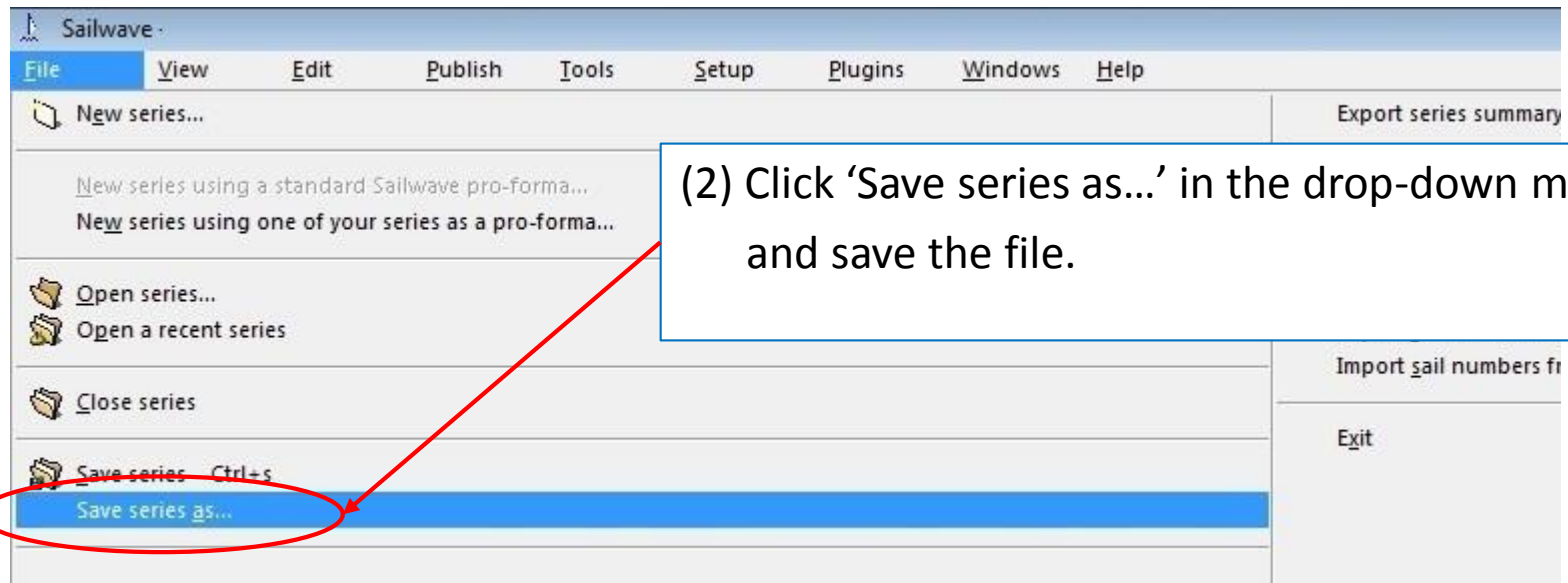 Sailwave -
File View Edit Publish Tools Setup Plugins Windows Help
New series...
Export series summary
New series using a standard Sailwave pro-forma...
New series using one of your series as a pro-forma...
(2) Click ‘Save series as…’ in the drop-down m
and save the file.
Open series...
Open a recent series
Import sail numbers fr
Close series
Exit
Save series Ctrl+s
Save series as...